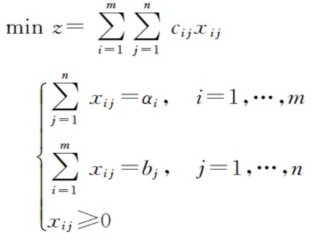 min z = ∑_{i=1}^{m} ∑_{j=1}^{n} c_{ij} x_{ij}
∑_{j=1}^{n} x_{ij} = α_i, i=1,⋯,m
∑_{i=1}^{m} x_{ij} = b_j, j=1,⋯,n
x_{ij} ⩾ 0